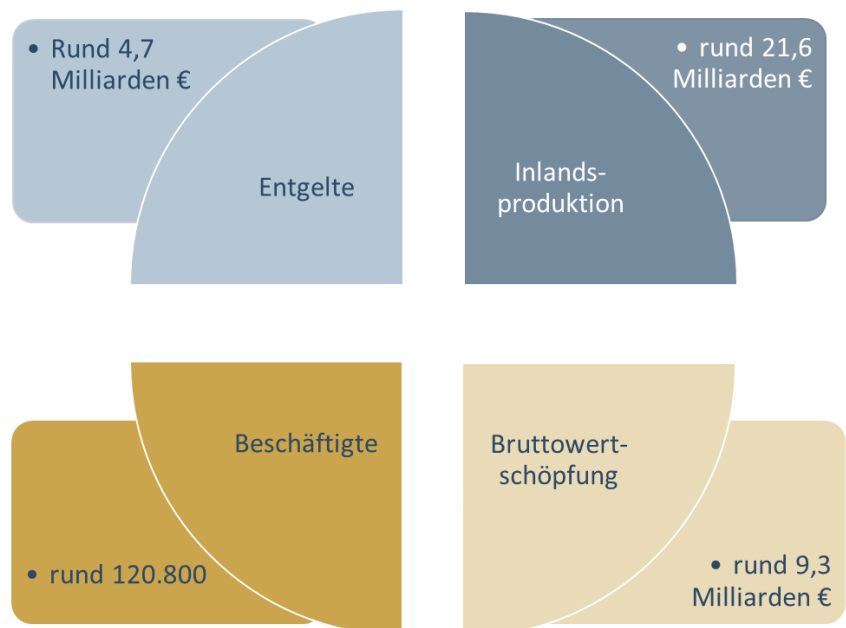 • Rund 4,7
Milliarden €
Entgelte
• rund 21,6
Milliarden €
Inlands-
produktion
Beschäftigte
• rund 120.800
Bruttowert-
schöpfung
• rund 9,3
Milliarden €